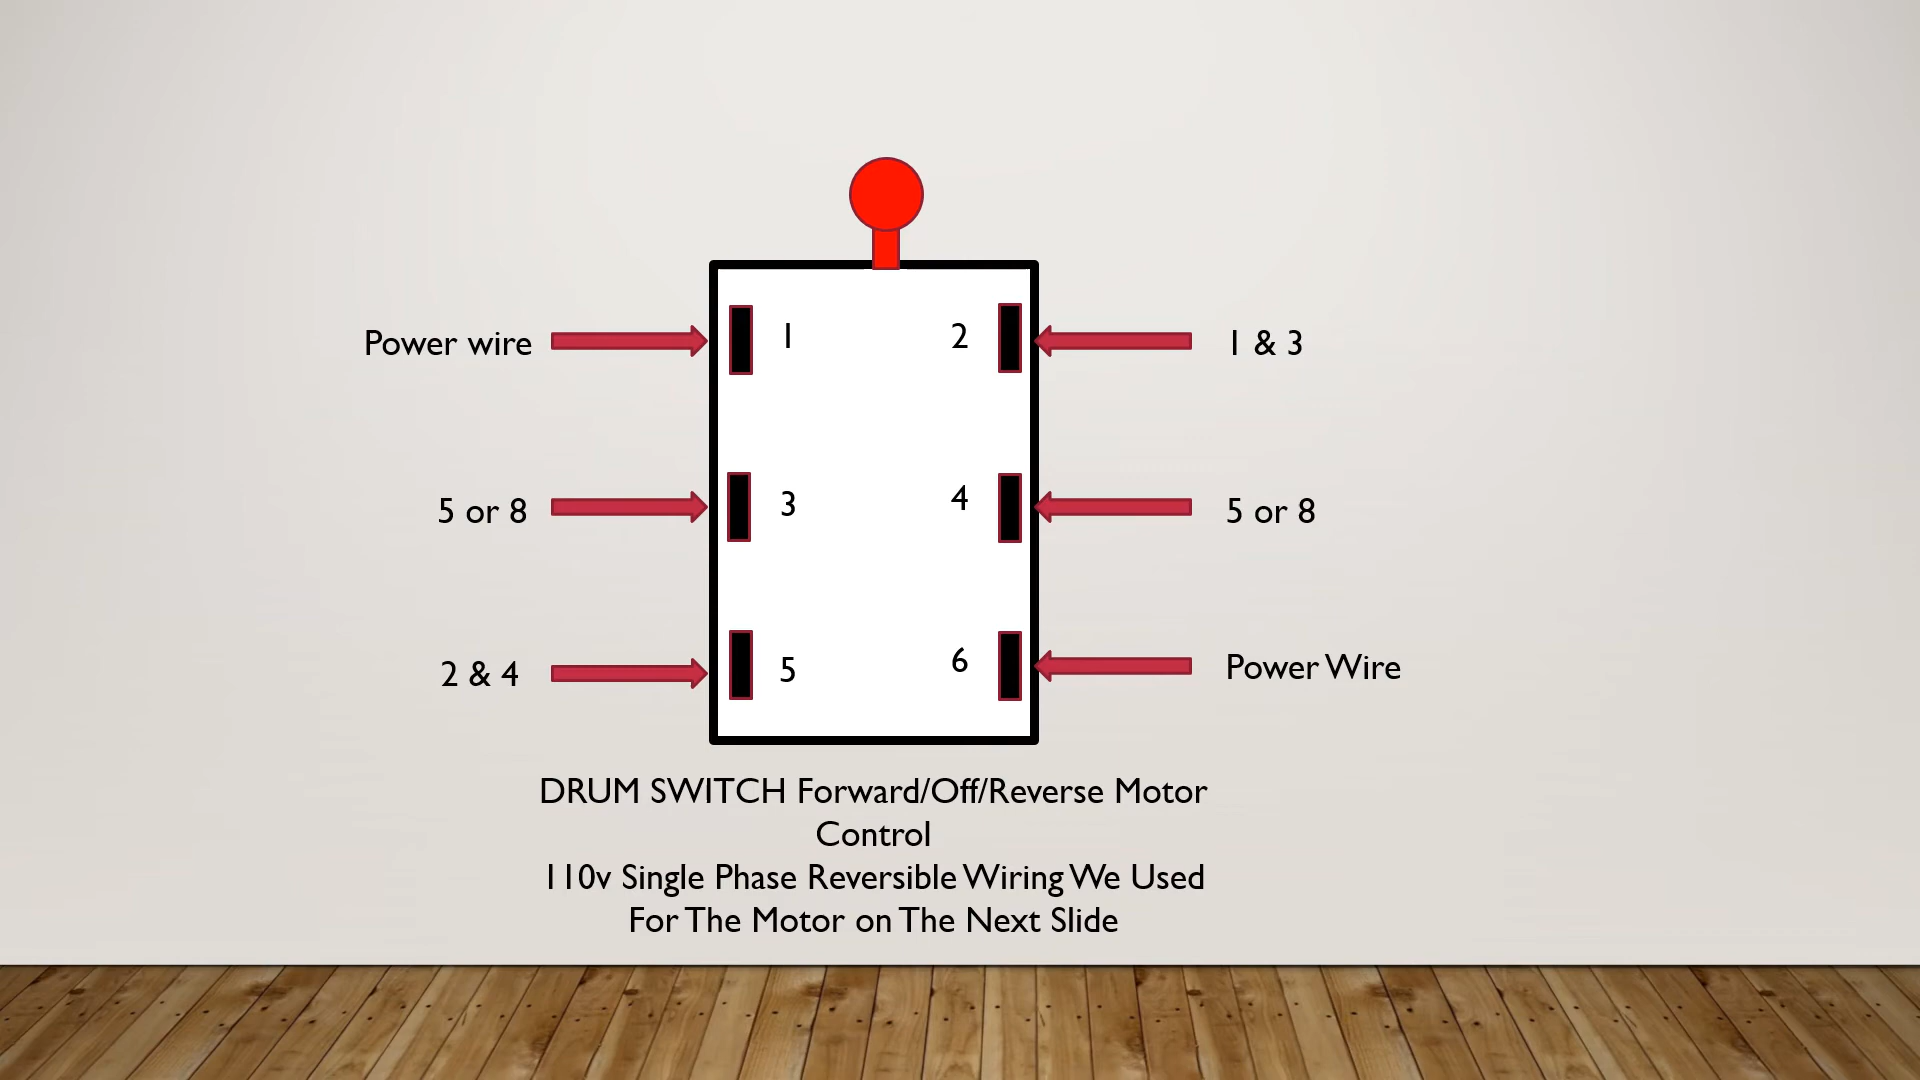 Power wire
1
2
1 & 3
5 or 8
3
4
5 or 8
2 & 4
5
6
Power Wire
DRUM SWITCH Forward/Off/Reverse Motor
Control
110v Single Phase Reversible Wiring We Used
For The Motor on The Next Slide